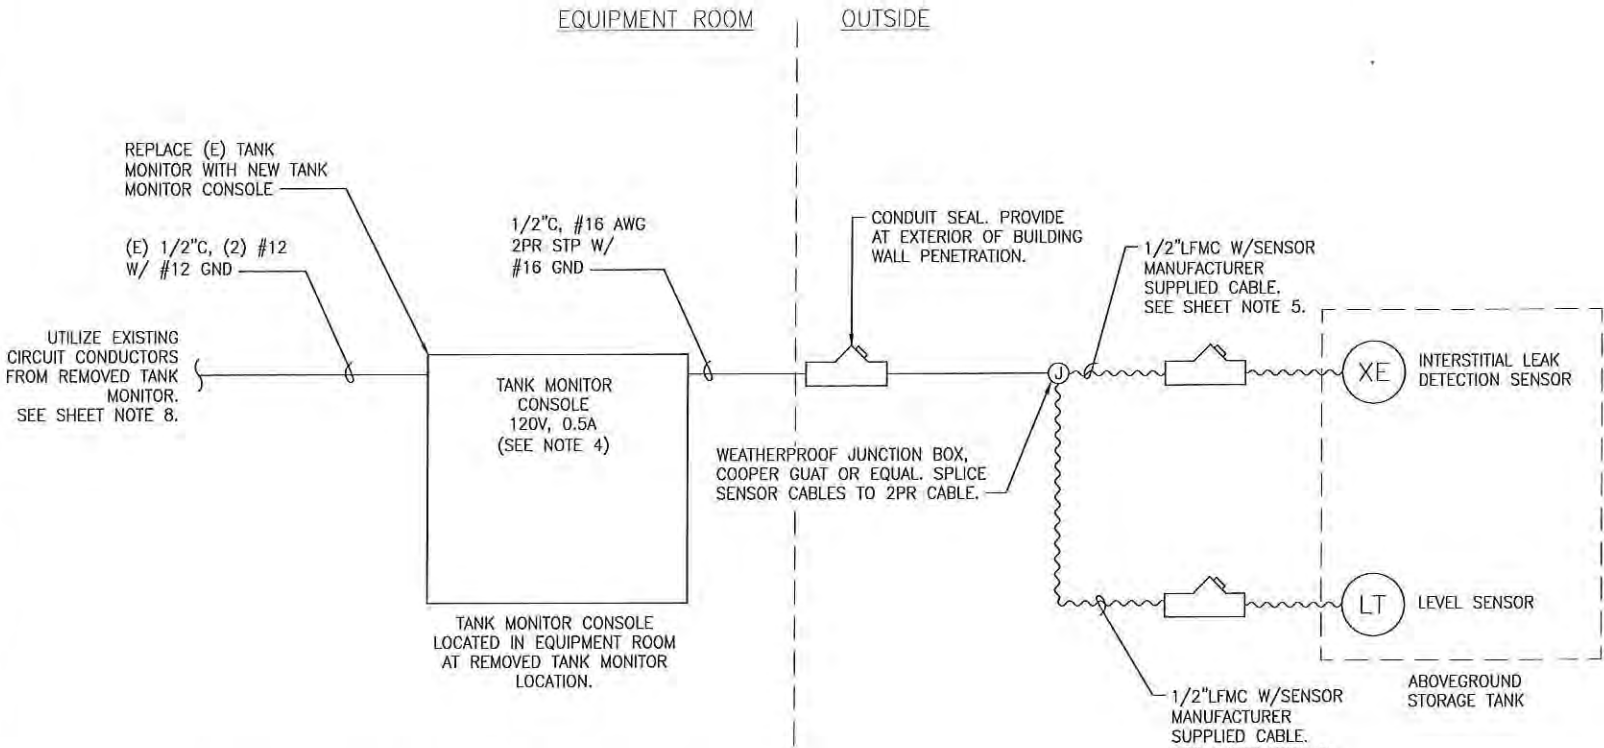 EQUIPMENT ROOM
OUTSIDE
REPLACE (E) TANK
MONITOR WITH NEW TANK
MONITOR CONSOLE
(E) 1/2"C, (2) #12
W/ #12 GND
UTILIZE EXISTING
CIRCUIT CONDUCTORS
FROM REMOVED TANK
MONITOR.
SEE SHEET NOTE 8.
1/2"C, #16 AWG
2PR STP W/
#16 GND
TANK MONITOR
CONSOLE
120V, 0.5A
(SEE NOTE 4)
TANK MONITOR CONSOLE
LOCATED IN EQUIPMENT ROOM
AT REMOVED TANK MONITOR
LOCATION.
CONDUIT SEAL. PROVIDE
AT EXTERIOR OF BUILDING
WALL PENETRATION.
1/2"LFMC W/SENSOR
MANUFACTURER
SUPPLIED CABLE.
SEE SHEET NOTE 5.
J
WEATHERPROOF JUNCTION BOX,
COOPER GUAT OR EQUAL. SPLICE
SENSOR CABLES TO 2PR CABLE.
XE
INTERSTITIAL LEAK
DETECTION SENSOR
LT
LEVEL SENSOR
ABOVEGROUND
STORAGE TANK
1/2"LFMC W/SENSOR
MANUFACTURER
SUPPLIED CABLE.